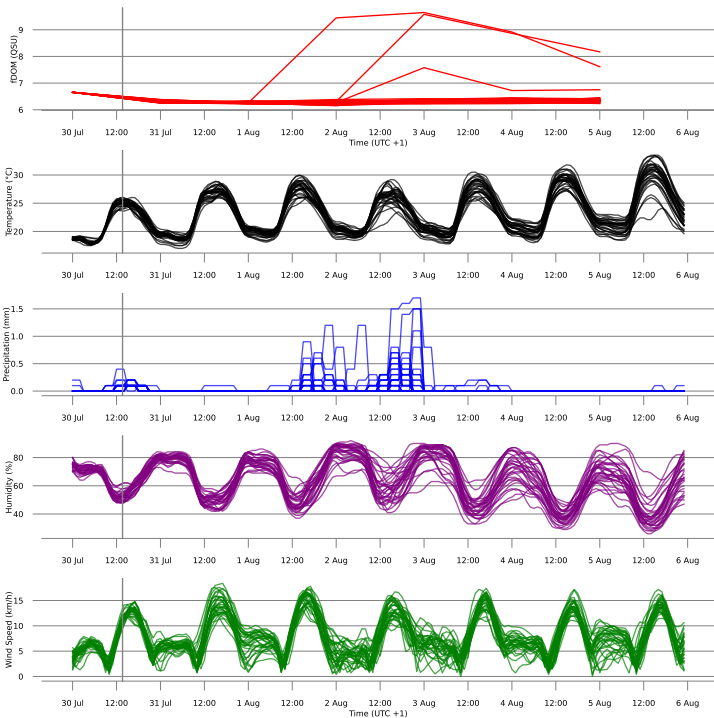 fDOM (QSU)
9
8
7
6
30 Jul 12:00 31 Jul 12:00 1 Aug 12:00 2 Aug 12:00 3 Aug 12:00 4 Aug 12:00 5 Aug 12:00 6 Aug
Time (UTC +1)
Temperature (°C)
30
25
20
30 Jul 12:00 31 Jul 12:00 1 Aug 12:00 2 Aug 12:00 3 Aug 12:00 4 Aug 12:00 5 Aug 12:00 6 Aug
Precipitation (mm)
1.5
1.0
0.5
0.0
30 Jul 12:00 31 Jul 12:00 1 Aug 12:00 2 Aug 12:00 3 Aug 12:00 4 Aug 12:00 5 Aug 12:00 6 Aug
Humidity (%)
80
60
40
30 Jul 12:00 31 Jul 12:00 1 Aug 12:00 2 Aug 12:00 3 Aug 12:00 4 Aug 12:00 5 Aug 12:00 6 Aug
Wind Speed (km/h)
15
10
5
0
30 Jul 12:00 31 Jul 12:00 1 Aug 12:00 2 Aug 12:00 3 Aug 12:00 4 Aug 12:00 5 Aug 12:00 6 Aug
Time (UTC +1)